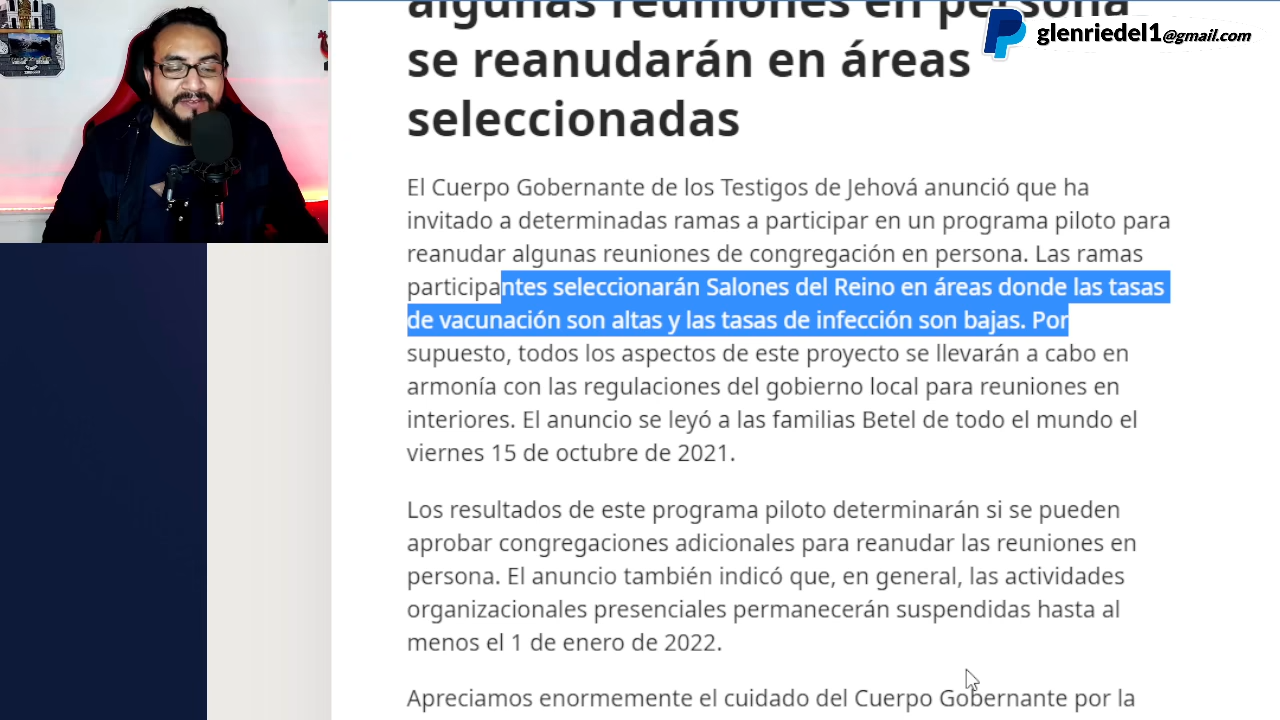 algunas reuniones en persona
glenriedel1@gmail.com
se reanudarán en áreas
seleccionadas
El Cuerpo Gobernante de los Testigos de Jehová anunció que ha
invitado a determinadas ramas a participar en un programa piloto para
reanudar algunas reuniones de congregación en persona. Las ramas
participantes seleccionarán Salones del Reino en áreas donde las tasas
de vacunación son altas y las tasas de infección son bajas. Por
supuesto, todos los aspectos de este proyecto se llevarán a cabo en
armonía con las regulaciones del gobierno local para reuniones en
interiores. El anuncio se leyó a las familias Betel de todo el mundo el
viernes 15 de octubre de 2021.
Los resultados de este programa piloto determinarán si se pueden
aprobar congregaciones adicionales para reanudar las reuniones en
persona. El anuncio también indicó que, en general, las actividades
organizacionales presenciales permanecerán suspendidas hasta al
menos el 1 de enero de 2022.
Apreciamos enormemente el cuidado del Cuerpo Gobernante por la